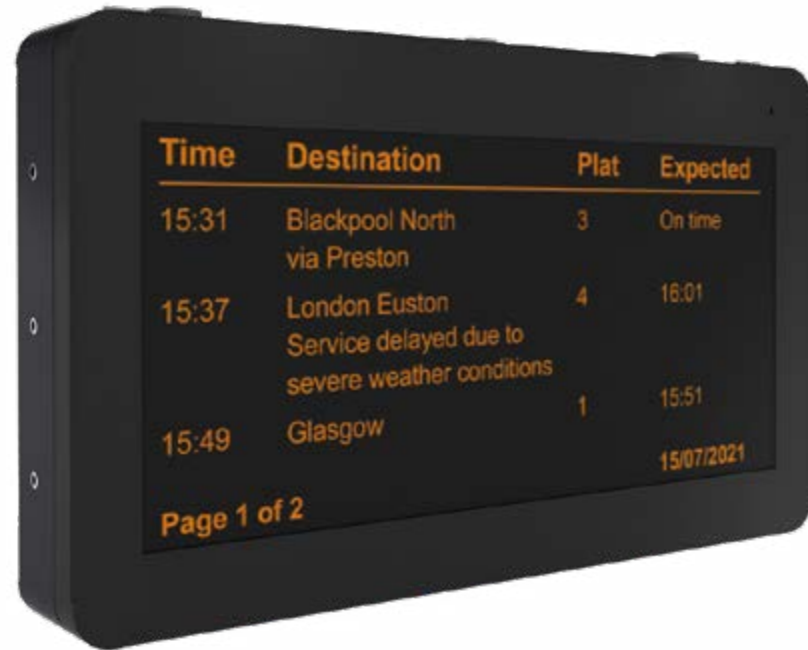 Time Destination Plat Expected
15:31 Blackpool North 3 On time
via Preston
15:37 London Euston 4 16:01
Service delayed due to
severe weather conditions
15:49 Glasgow 1 15:51
15/07/2021
Page 1 of 2